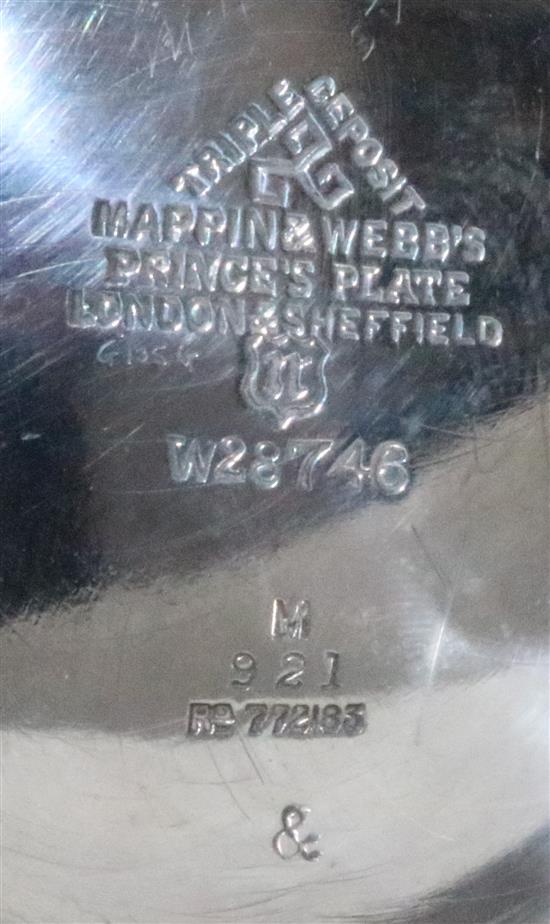 TRIPLE DEPOSIT
MAPPIN & WEBB'S
PRINCE'S PLATE
LONDON & SHEFFIELD
n
W28746
M
921
RD 772183
&